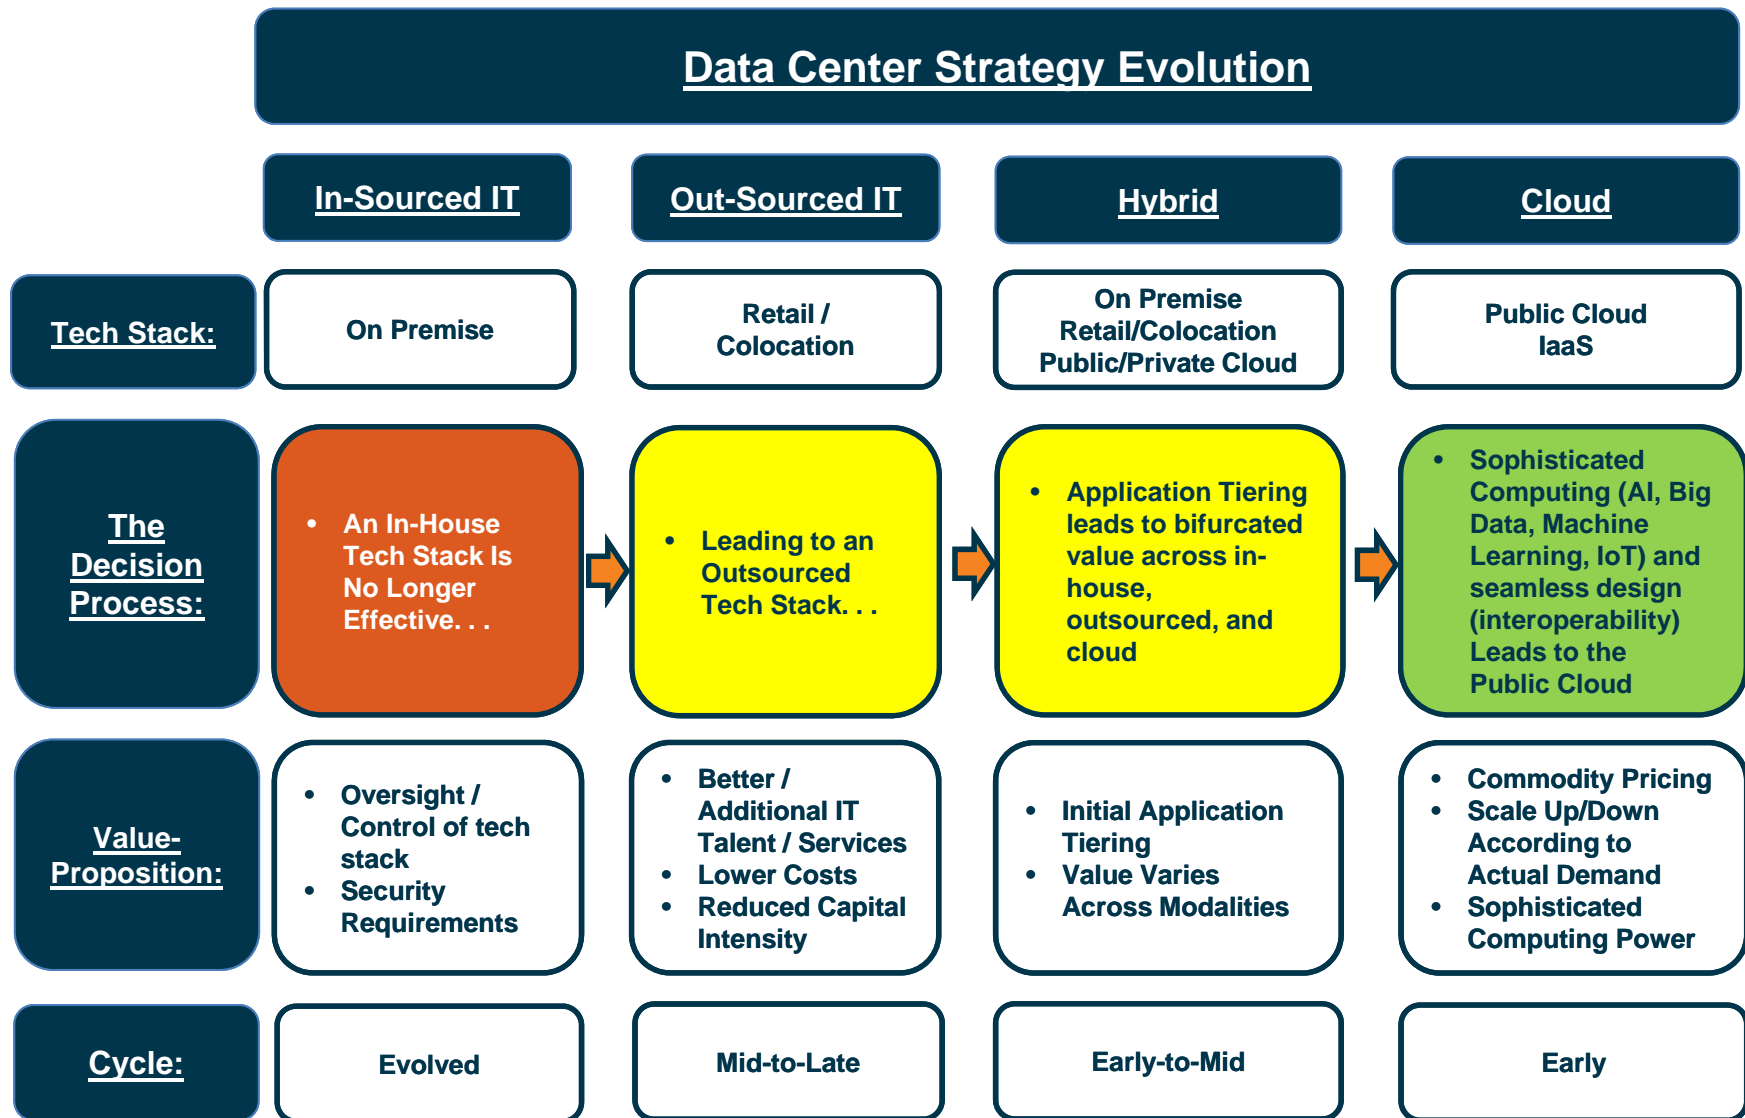 Data Center Strategy Evolution
In-Sourced IT
Out-Sourced IT
Hybrid
Cloud
Tech Stack:
On Premise
Retail /
Colocation
On Premise
Retail/Colocation
Public/Private Cloud
Public Cloud
IaaS
The
Decision
Process:
• An In-House
Tech Stack Is
No Longer
Effective. . .
• Leading to an
Outsourced
Tech Stack. . .
• Application Tiering
leads to bifurcated
value across in-
house,
outsourced, and
cloud
• Sophisticated
Computing (AI, Big
Data, Machine
Learning, IoT) and
seamless design
(interoperability)
Leads to the
Public Cloud
Value-
Proposition:
• Oversight /
Control of tech
stack
• Security
Requirements
• Better /
Additional IT
Talent / Services
• Lower Costs
• Reduced Capital
Intensity
• Initial Application
Tiering
• Value Varies
Across Modalities
• Commodity Pricing
• Scale Up/Down
According to
Actual Demand
• Sophisticated
Computing Power
Cycle:
Evolved
Mid-to-Late
Early-to-Mid
Early